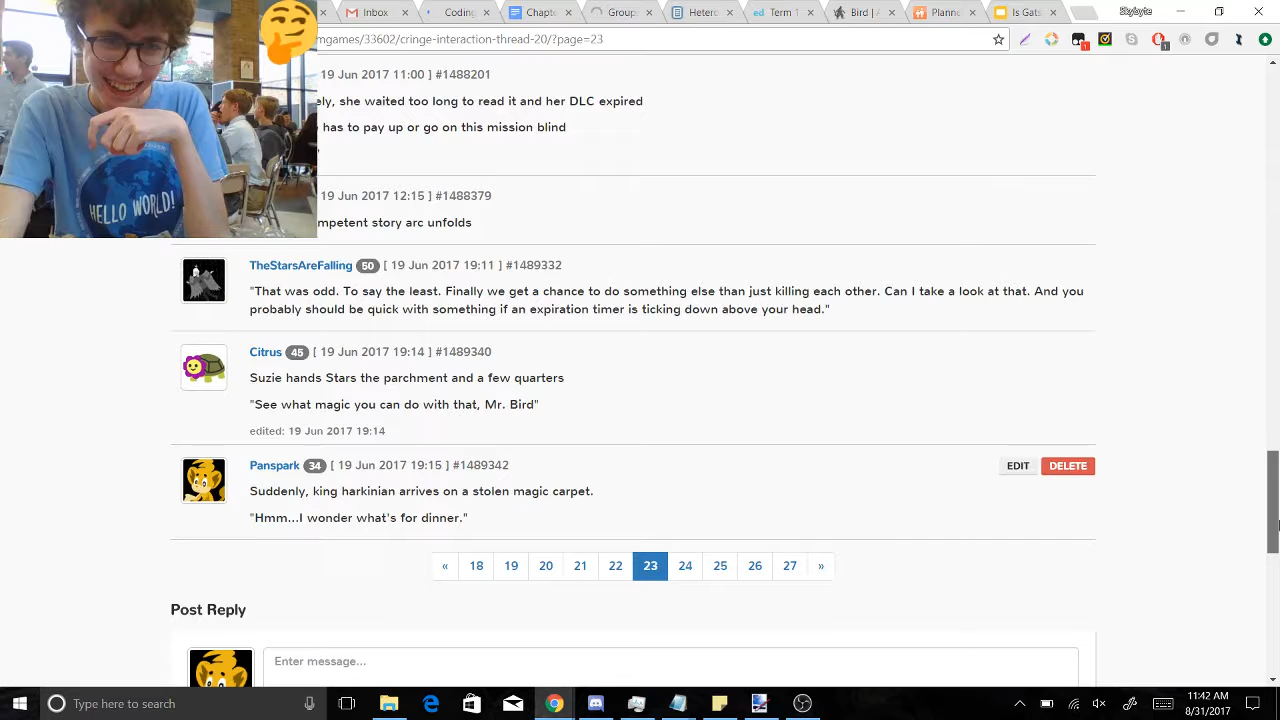 Inbox
Coding
Chapte
Group:
Hetero
ed Term 1
Bird | A
Planne
Is Gats
Skylysite
mgames/33602/cringe-interaction-thread-20/?page=23
19 Jun 2017 11:00 ] #1488201
ely, she waited too long to read it and her DLC expired
has to pay up or go on this mission blind
HELLO WORLD!
19 Jun 2017 12:15 ] #1488379
mpetent story arc unfolds
TheStarsAreFalling 50 [ 19 Jun 2017 19:11 ] #1489332
"That was odd. To say the least. Finally we get a chance to do something else than just killing each other. Can I take a look at that. And you
probably should be quick with something if an expiration timer is ticking down above your head."
Citrus 45 [ 19 Jun 2017 19:14 ] #1489340
Suzie hands Stars the parchment and a few quarters
"See what magic you can do with that, Mr. Bird"
edited: 19 Jun 2017 19:14
Panspark 34 [ 19 Jun 2017 19:15 ] #1489342 EDIT DELETE
Suddenly, king harkinian arrives on a stolen magic carpet.
"Hmm...I wonder what's for dinner."
« 18 19 20 21 22 23 24 25 26 27 »
Post Reply
Enter message...
Type here to search
11:42 AM
8/31/2017